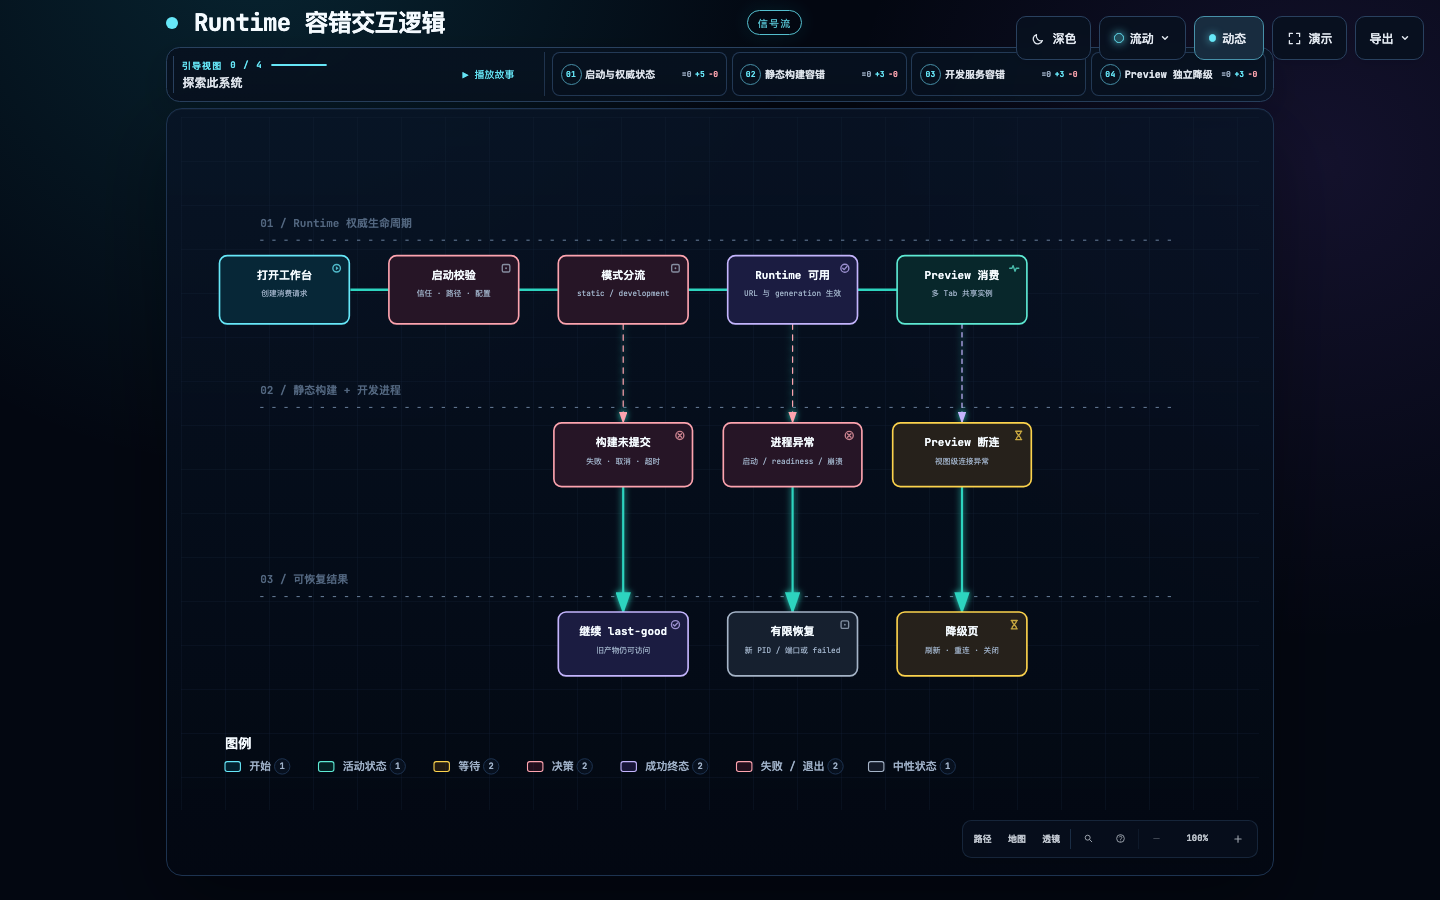 Runtime 容错交互逻辑
信号流
深色
流动
动态
演示
导出
引导视图 0 / 4
探索此系统
▶ 播放故事
01 启动与权威状态 =0 +5 -0
02 静态构建容错 =0 +3 -0
03 开发服务容错 =0 +3 -0
04 Preview 独立降级 =0 +3 -0
01 / Runtime 权威生命周期
打开工作台
创建消费请求
启动校验
信任 · 路径 · 配置
模式分流
static / development
Runtime 可用
URL 与 generation 生效
Preview 消费
多 Tab 共享实例
02 / 静态构建 + 开发进程
构建未提交
失败 · 取消 · 超时
进程异常
启动 / readiness / 崩溃
Preview 断连
视图级连接异常
03 / 可恢复结果
继续 last-good
旧产物仍可访问
有限恢复
新 PID / 端口或 failed
降级页
刷新 · 重连 · 关闭
图例
开始 1
活动状态 1
等待 2
决策 2
成功终态 2
失败 / 退出 2
中性状态 1
路径
地图
透镜
100%